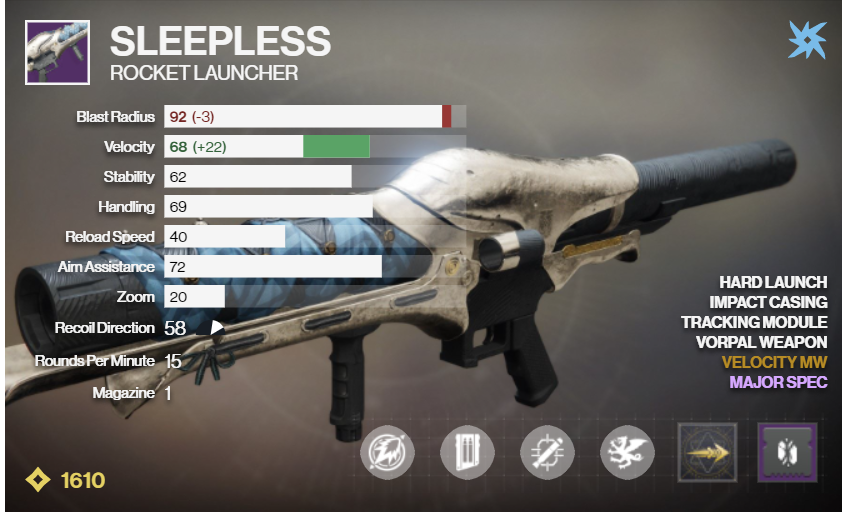 SLEEPLESS
ROCKET LAUNCHER
Blast Radius 92 (-3)
Velocity 68 (+22)
Stability 62
Handling 69
Reload Speed 40
Aim Assistance 72
Zoom 20
Recoil Direction 58
Rounds Per Minute 15
Magazine 1
HARD LAUNCH
IMPACT CASING
TRACKING MODULE
VORPAL WEAPON
VELOCITY MW
MAJOR SPEC
1610